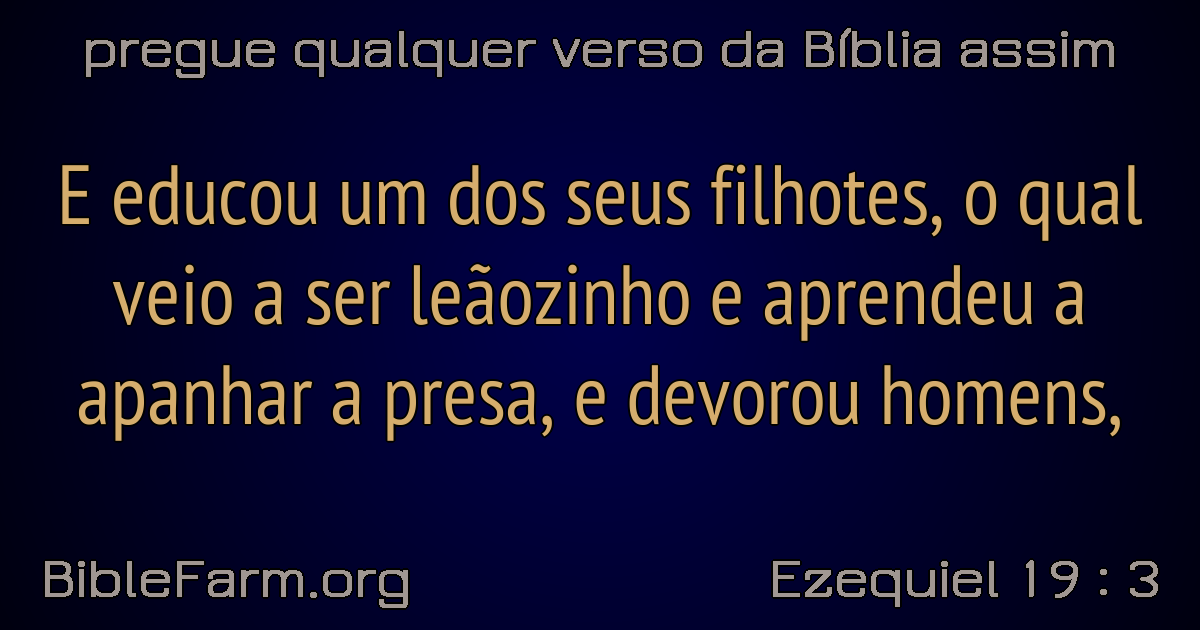 pregue qualquer verso da Bíblia assim
E educou um dos seus filhotes, o qual
veio a ser leãozinho e aprendeu a
apanhar a presa, e devorou homens,
BibleFarm.org
Ezequiel 19 : 3